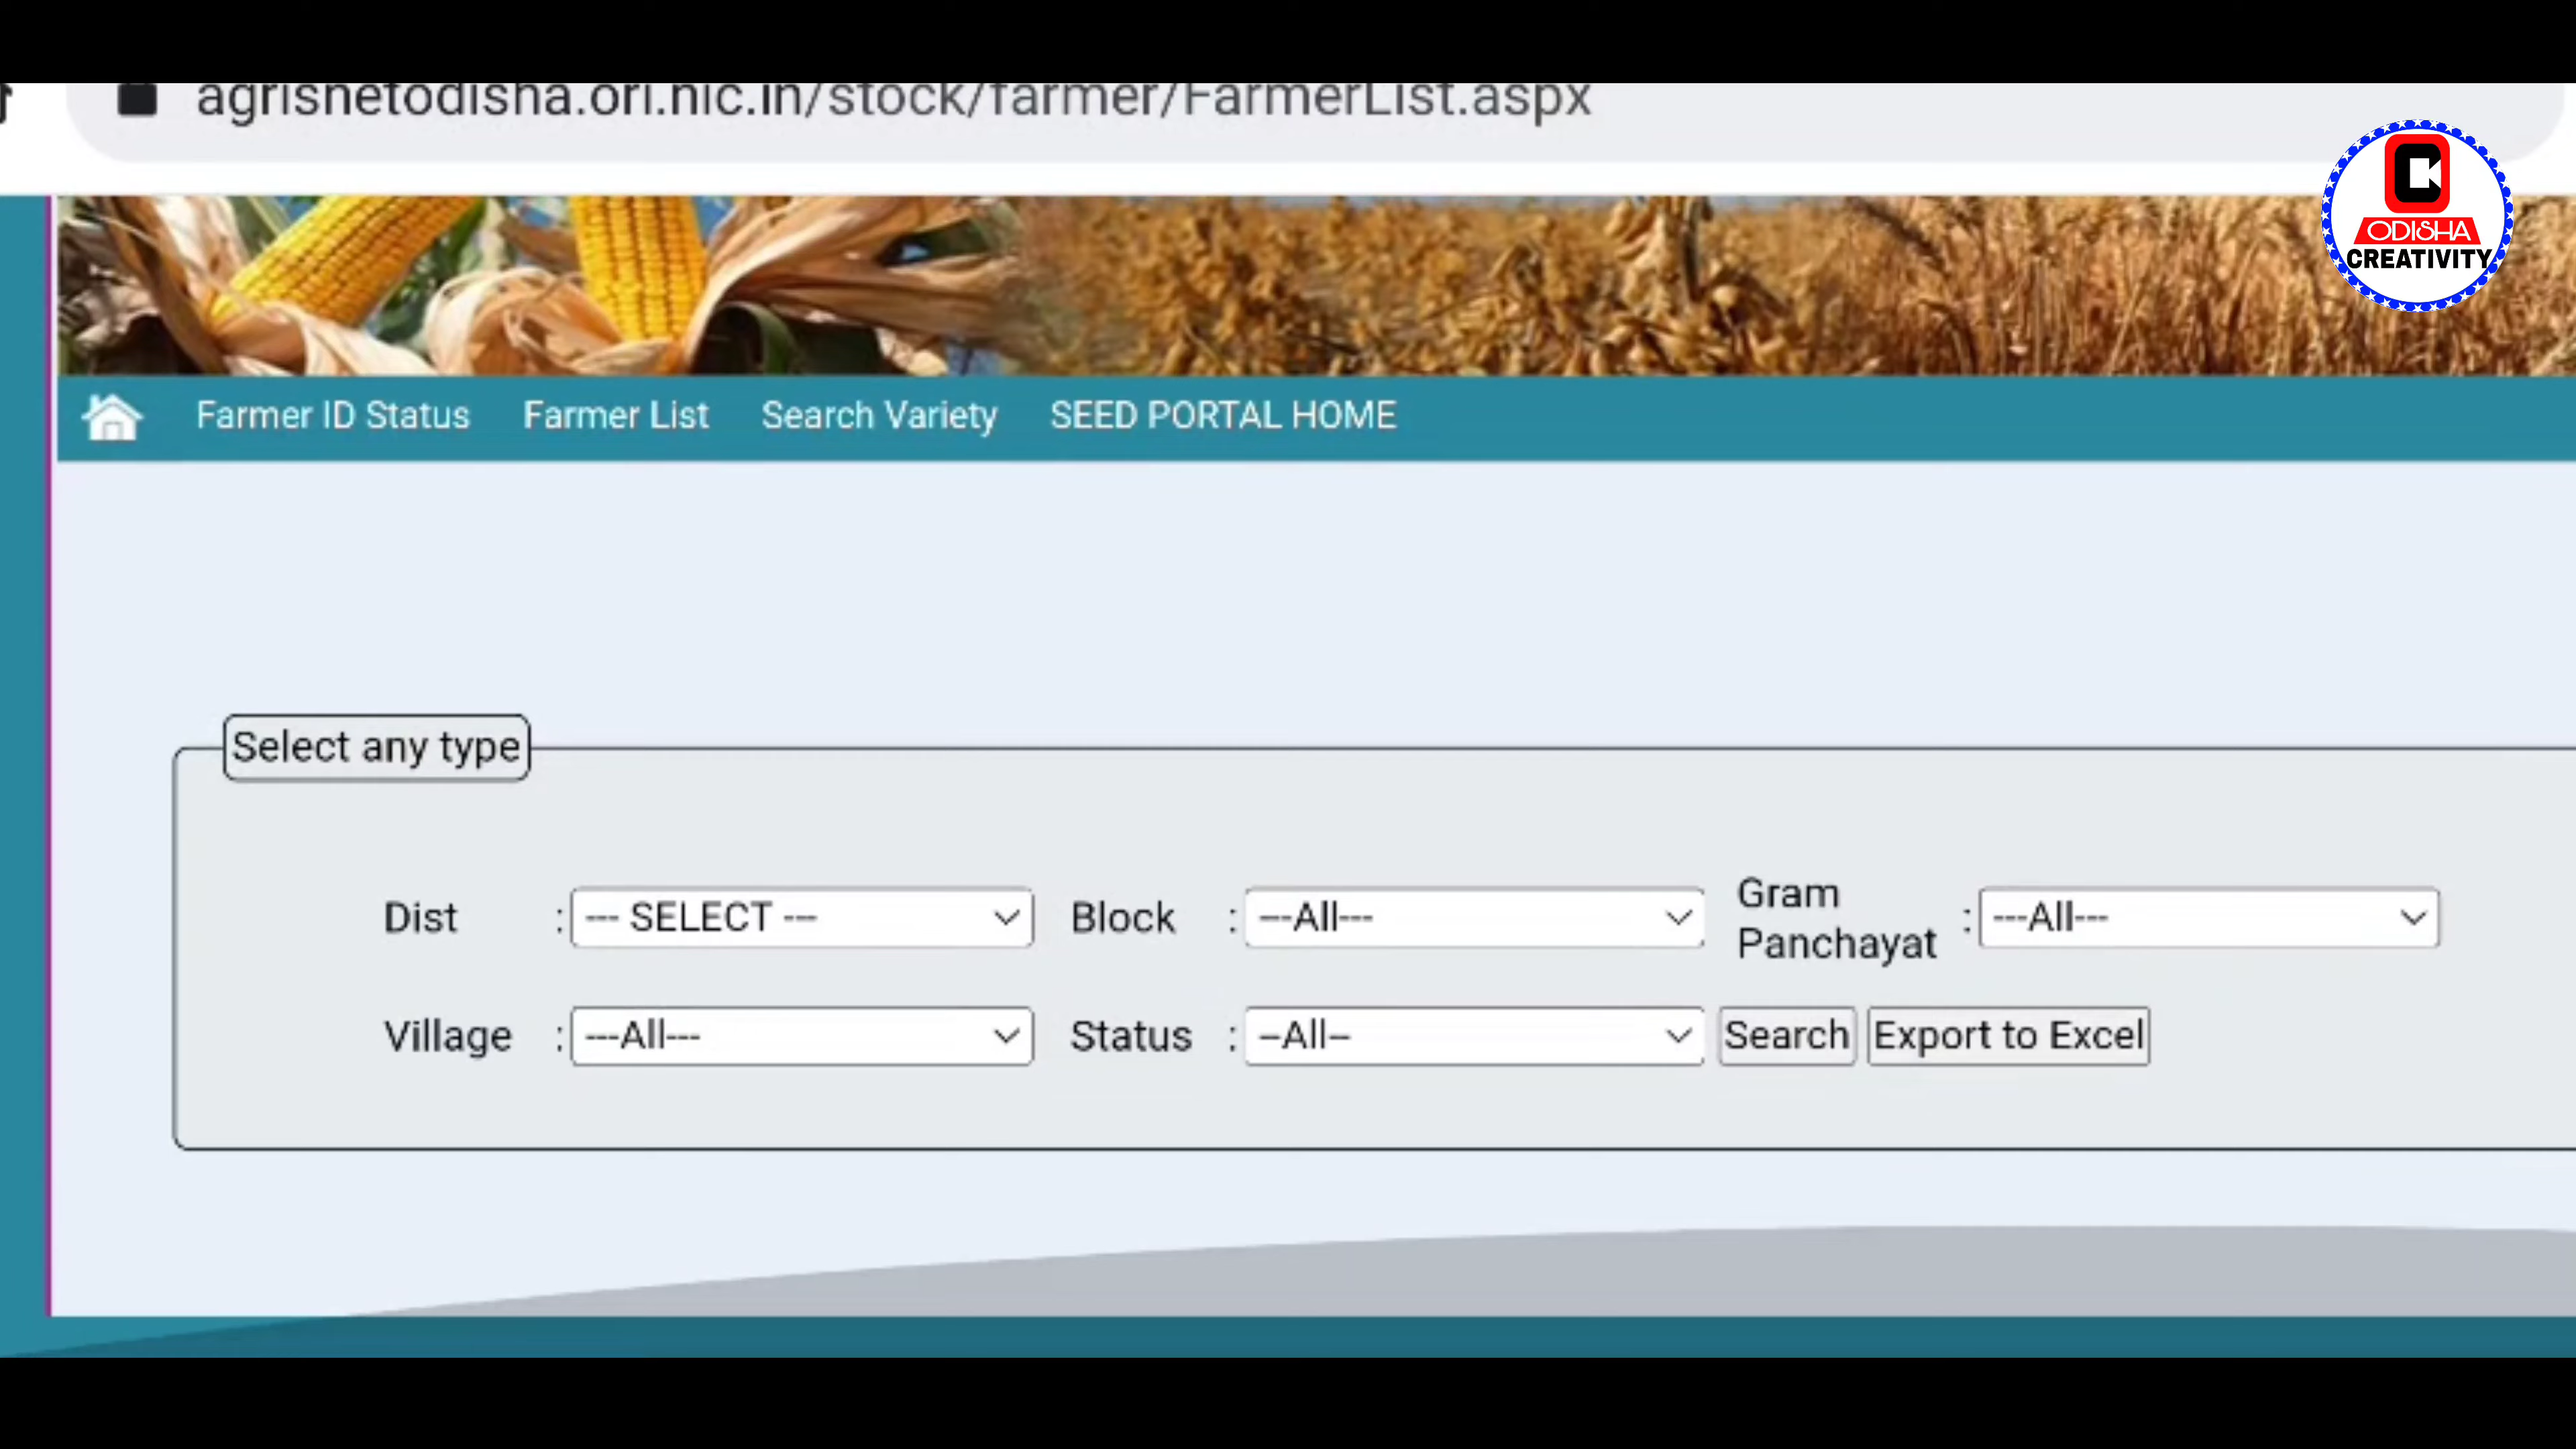 agrisnetodisha.ori.nic.in/stock/farmer/FarmerList.aspx
ODISHA
CREATIVITY
Farmer ID Status Farmer List Search Variety SEED PORTAL HOME
Select any type
Dist : --- SELECT --- Block : ---All--- Gram Panchayat : ---All---
Village : ---All--- Status : --All-- Search Export to Excel